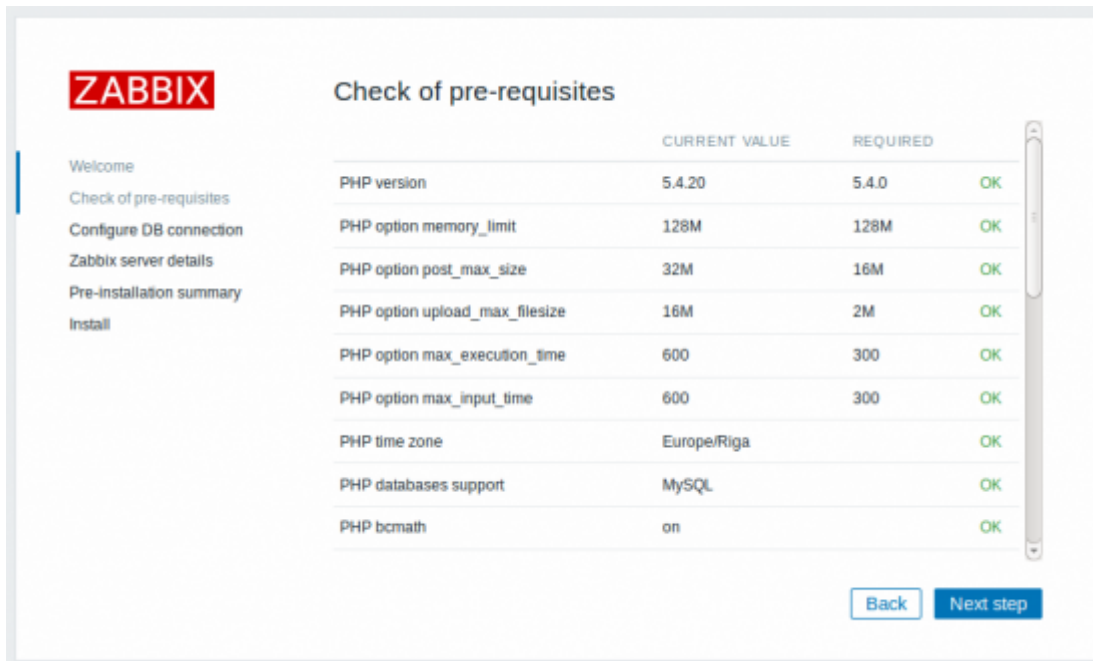 ZABBIX
Welcome
Check of pre-requisites
Configure DB connection
Zabbix server details
Pre-installation summary
Install
Check of pre-requisites
CURRENT VALUE REQUIRED
PHP version 5.4.20 5.4.0 OK
PHP option memory_limit 128M 128M OK
PHP option post_max_size 32M 16M OK
PHP option upload_max_filesize 16M 2M OK
PHP option max_execution_time 600 300 OK
PHP option max_input_time 600 300 OK
PHP time zone Europe/Riga OK
PHP databases support MySQL OK
PHP bcmath on OK
Back Next step